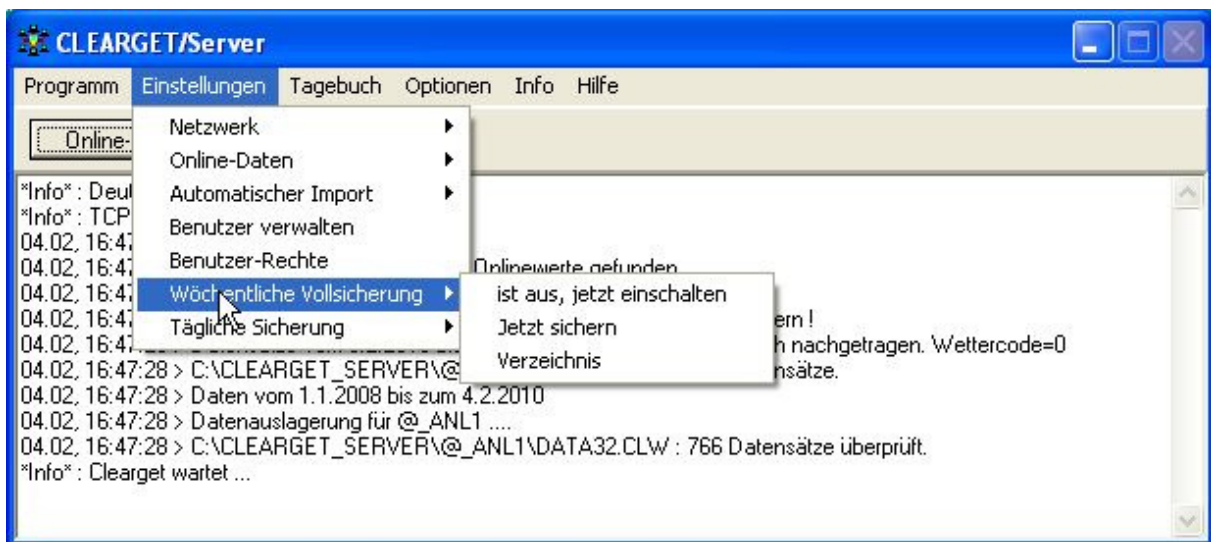 CLEARGET/Server
Programm Einstellungen Tagebuch Optionen Info Hilfe
Online-
Netzwerk
Online-Daten
Automatischer Import
Benutzer verwalten
Benutzer-Rechte
Wöchentliche Vollsicherung
Tägliche Sicherung
ist aus, jetzt einschalten
Jetzt sichern
Verzeichnis
*Info* :
*Info* : TCP
04.02, 16:47
04.02, 16:47 Onlinewerte gefunden
04.02, 16:47
04.02, 16:47 ern !
04.02, 16:47 h nachgetragen. Wettercode=0
04.02, 16:47:28 > C:\CLEARGET_SERVER\@ nsätze.
04.02, 16:47:28 > Daten vom 1.1.2008 bis zum 4.2.2010
04.02, 16:47:28 > Datenauslagerung für @_ANL1 ....
04.02, 16:47:28 > C:\CLEARGET_SERVER\@_ANL1\DATA32.CLW : 766 Datensätze überprüft.
*Info* : Clearget wartet ...